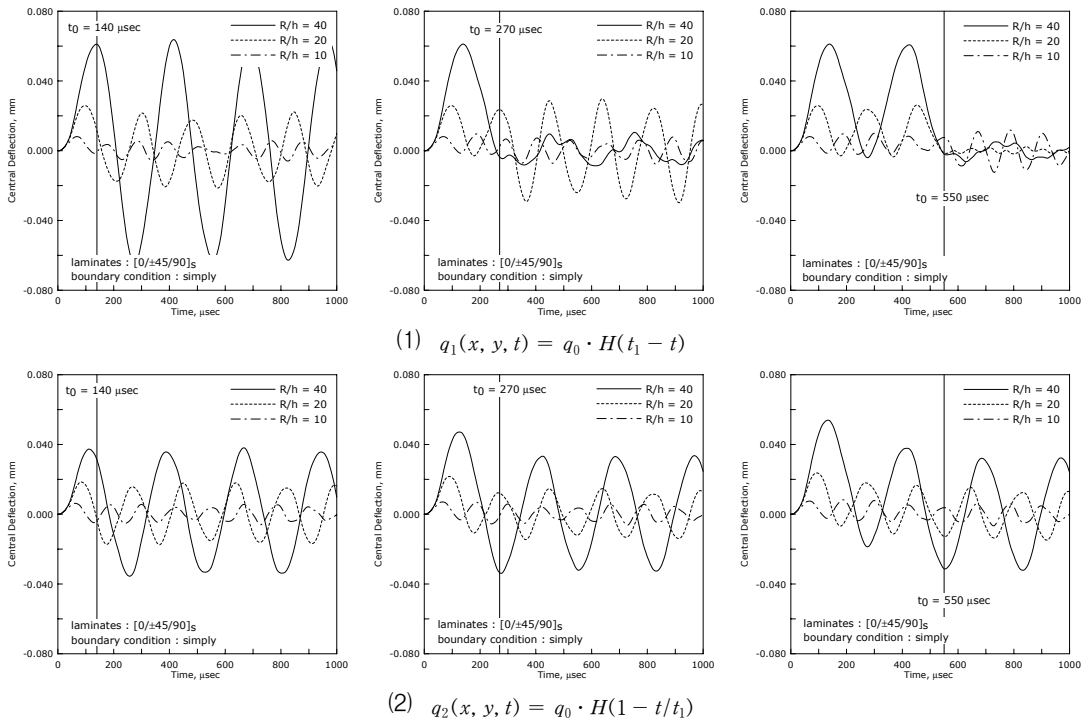 0.080
0.040
0.000
-0.040
-0.080
Central Deflection, mm
t0 = 140 μsec
R/h = 40
R/h = 20
R/h = 10
laminates : [0/±45/90]s
boundary condition : simply
0 200 400 600 800 1000
Time, μsec
0.080
0.040
0.000
-0.040
-0.080
Central Deflection, mm
t0 = 270 μsec
R/h = 40
R/h = 20
R/h = 10
laminates : [0/±45/90]s
boundary condition : simply
0 200 400 600 800 1000
Time, μsec
0.080
0.040
0.000
-0.040
-0.080
Central Deflection, mm
R/h = 40
R/h = 20
R/h = 10
t0 = 550 μsec
laminates : [0/±45/90]s
boundary condition : simply
0 200 400 600 800 1000
Time, μsec
(1) q1(x, y, t) = q0 · H(t1 − t)
0.080
0.040
0.000
-0.040
-0.080
Central Deflection, mm
t0 = 140 μsec
R/h = 40
R/h = 20
R/h = 10
laminates : [0/±45/90]s
boundary condition : simply
0 200 400 600 800 1000
Time, μsec
0.080
0.040
0.000
-0.040
-0.080
Central Deflection, mm
t0 = 270 μsec
R/h = 40
R/h = 20
R/h = 10
laminates : [0/±45/90]s
boundary condition : simply
0 200 400 600 800 1000
Time, μsec
0.080
0.040
0.000
-0.040
-0.080
Central Deflection, mm
R/h = 40
R/h = 20
R/h = 10
t0 = 550 μsec
laminates : [0/±45/90]s
boundary condition : simply
0 200 400 600 800 1000
Time, μsec
(2) q2(x, y, t) = q0 · H(1 − t/t1)